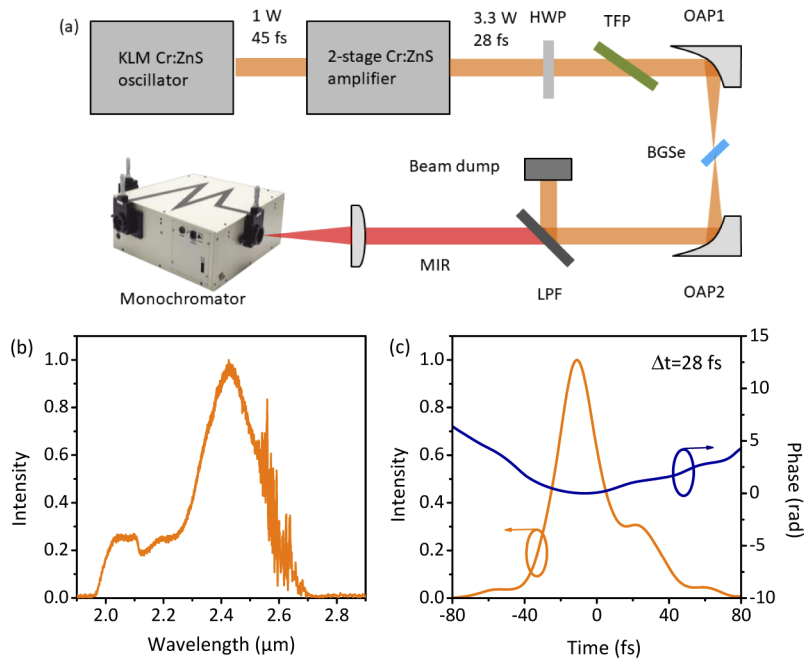 (a)
1 W
45 fs
3.3 W
28 fs
HWP
TFP
OAP1
KLM Cr:ZnS
oscillator
2-stage Cr:ZnS
amplifier
BGSe
Beam dump
MIR
LPF
OAP2
Monochromator
(b)
1.0
0.8
0.6
0.4
0.2
0.0
Intensity
2.0
2.2
2.4
2.6
2.8
Wavelength (μm)
(c)
Δt=28 fs
1.0
0.8
0.6
0.4
0.2
0.0
Intensity
15
10
5
0
-5
-10
Phase (rad)
-80
-40
0
40
80
Time (fs)